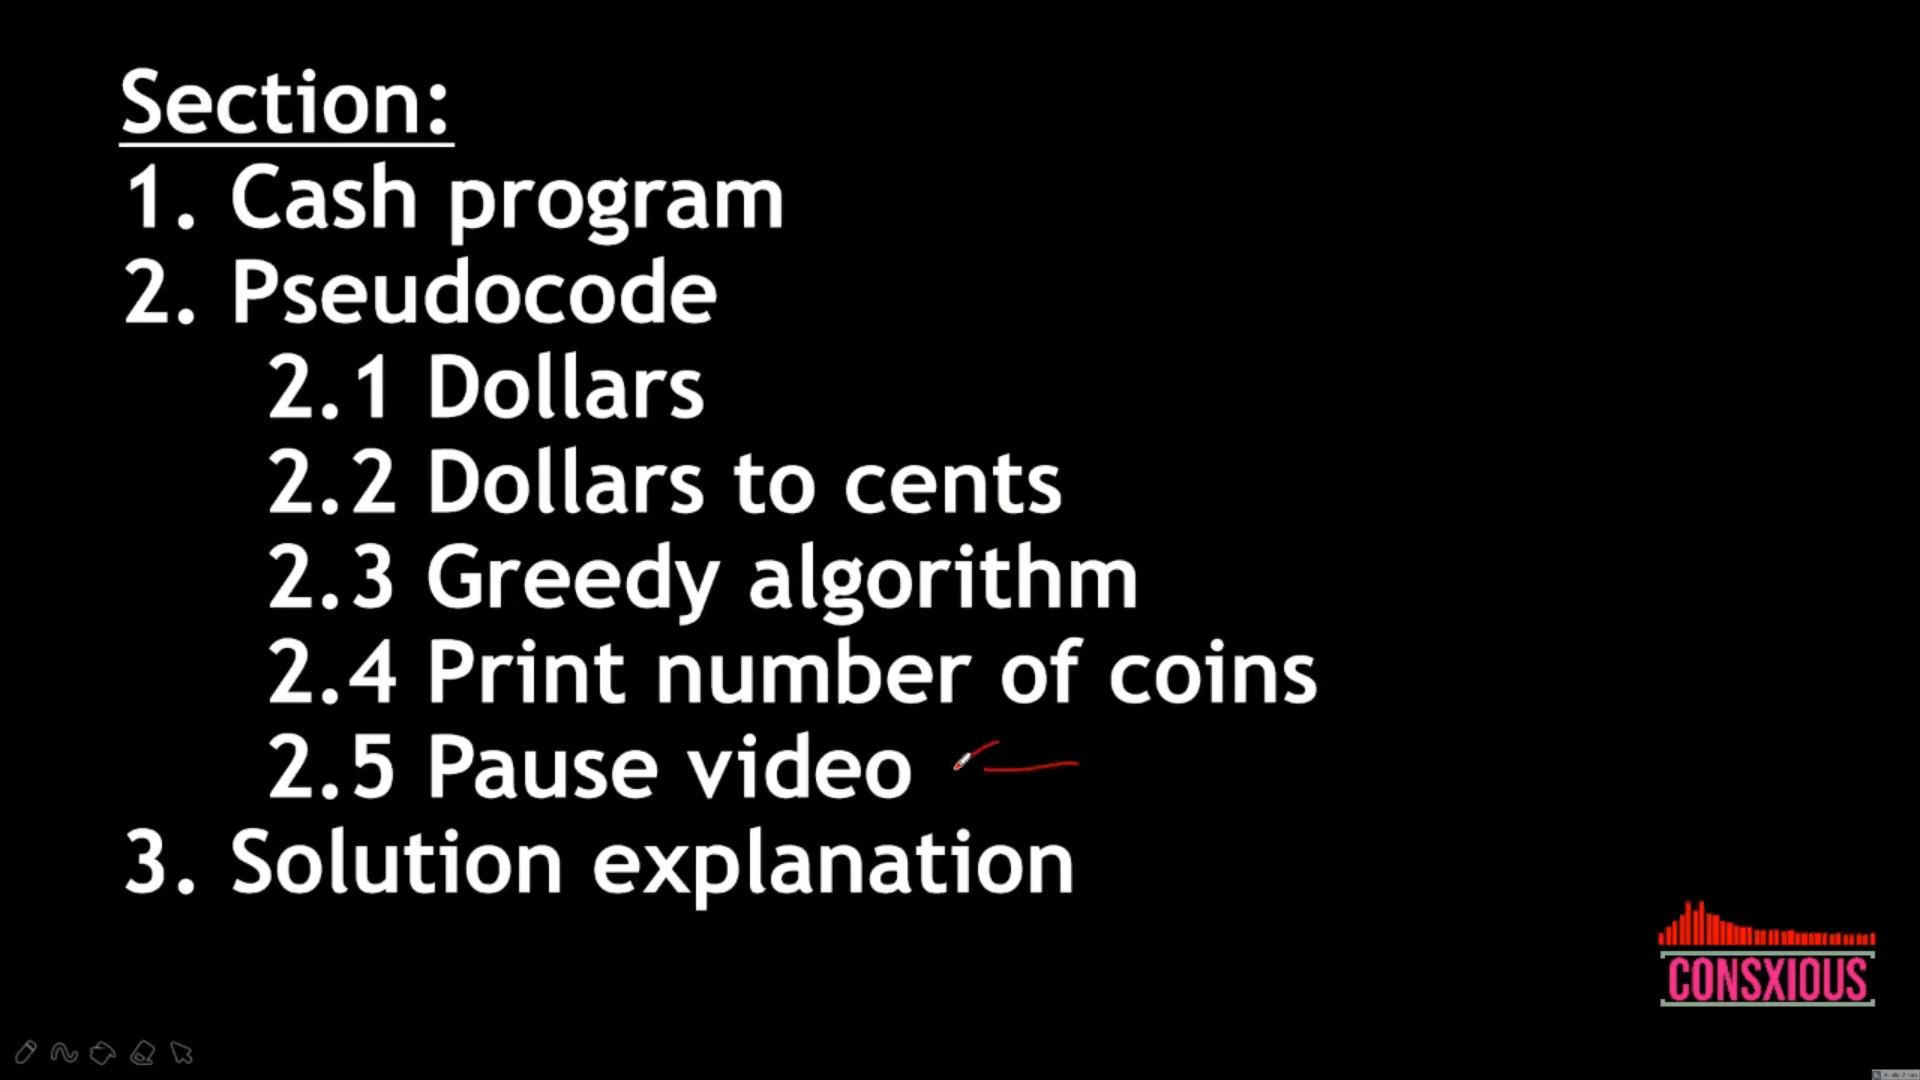 Section:
1. Cash program
2. Pseudocode
2.1 Dollars
2.2 Dollars to cents
2.3 Greedy algorithm
2.4 Print number of coins
2.5 Pause video
3. Solution explanation
CONSXIOUS